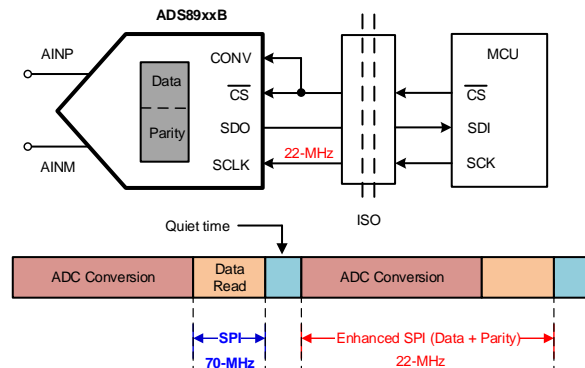 ADS89xxB
AINP
AINM
Data
Parity
CONV
CS
SDO
SCLK
22-MHz
ISO
MCU
CS
SDI
SCK
Quiet time
ADC Conversion
Data
Read
ADC Conversion
SPI
70-MHz
Enhanced SPI (Data + Parity)
22-MHz